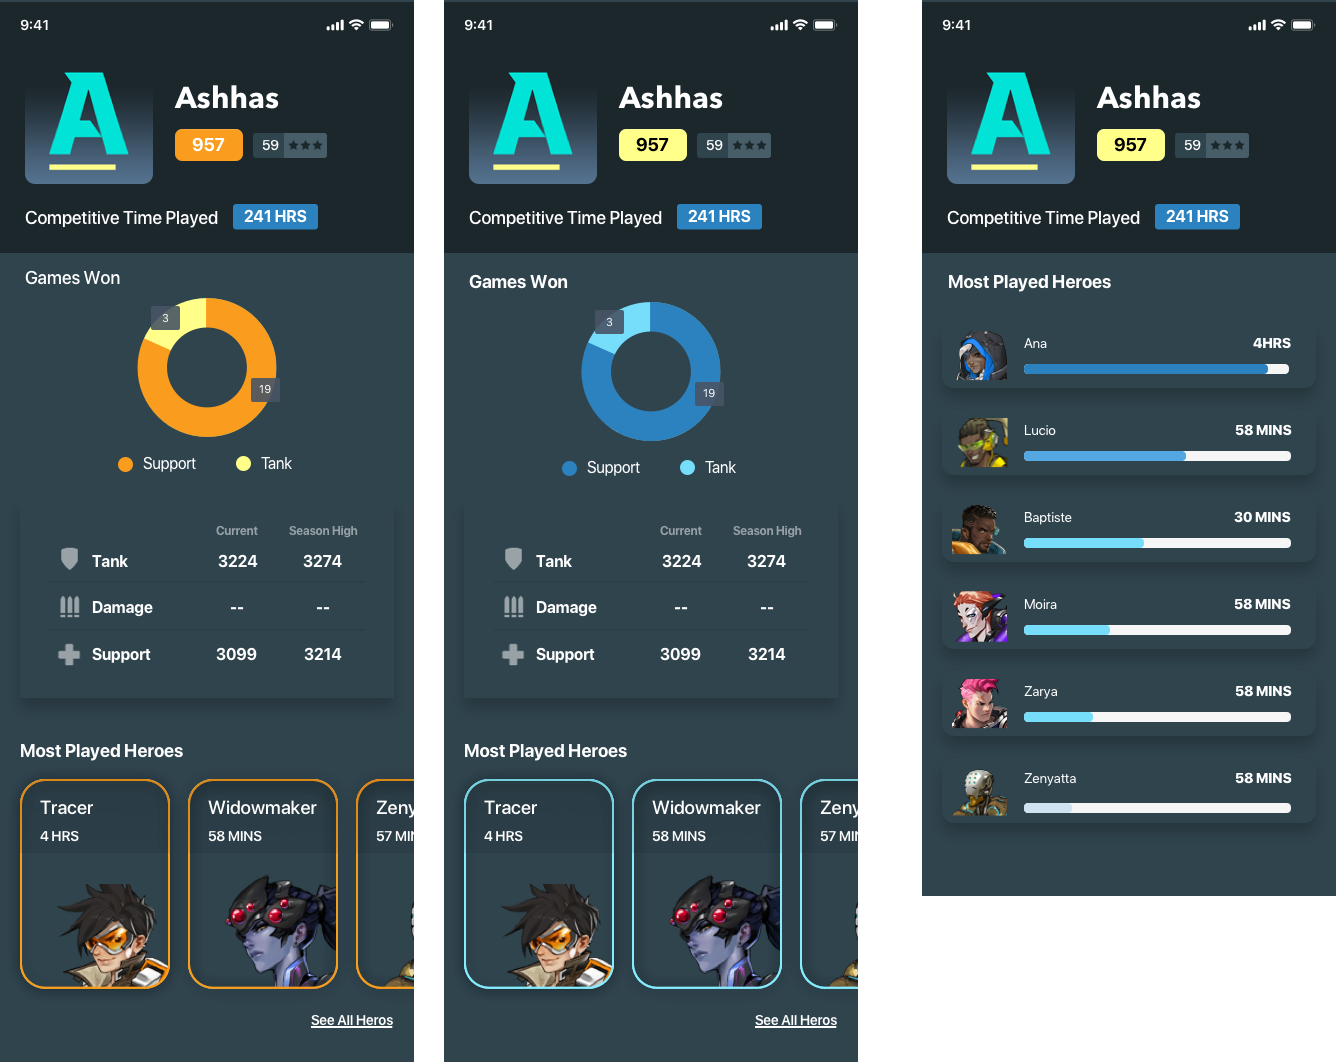 9:41
A
Ashhas
957
59
Competitive Time Played 241 HRS
Games Won
3
19
Support Tank
Current Season High
Tank 3224 3274
Damage -- --
Support 3099 3214
Most Played Heroes
Tracer
4 HRS
Widowmaker
58 MINS
Zeny
57 MIN
See All Heros
9:41
A
Ashhas
957
59
Competitive Time Played 241 HRS
Games Won
3
19
Support Tank
Current Season High
Tank 3224 3274
Damage -- --
Support 3099 3214
Most Played Heroes
Tracer
4 HRS
Widowmaker
58 MINS
Zeny
57 MIN
See All Heros
9:41
A
Ashhas
957
59
Competitive Time Played 241 HRS
Most Played Heroes
Ana 4HRS
Lucio 58 MINS
Baptiste 30 MINS
Moira 58 MINS
Zarya 58 MINS
Zenyatta 58 MINS